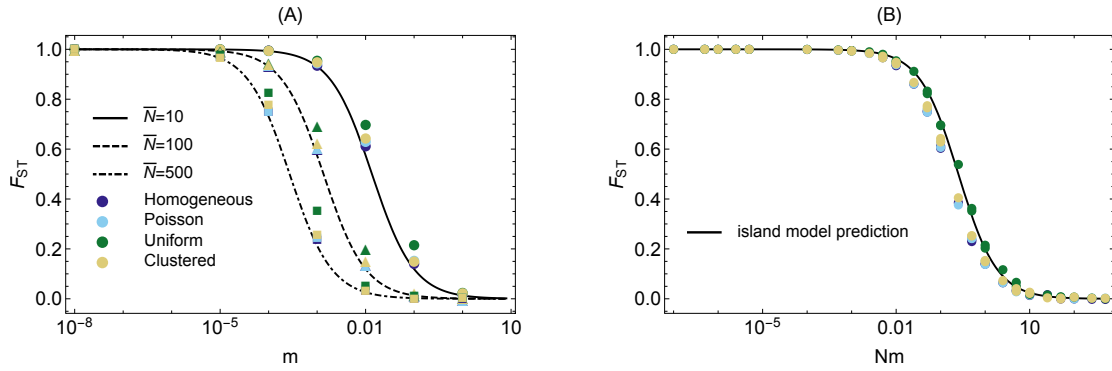 (A)
1.0
0.8
0.6
0.4
0.2
0.0
F_ST
N̅=10
N̅=100
N̅=500
Homogeneous
Poisson
Uniform
Clustered
10⁻⁸
10⁻⁵
0.01
10
m
(B)
1.0
0.8
0.6
0.4
0.2
0.0
F_ST
island model prediction
10⁻⁵
0.01
10
Nm